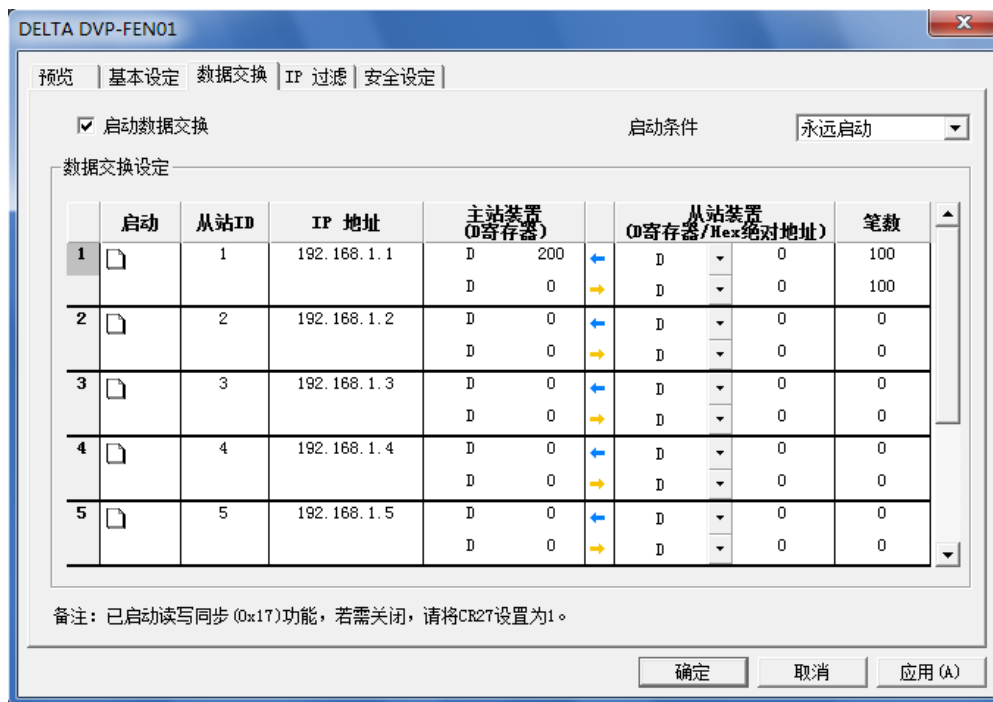 DELTA DVP-FEN01
预览 基本设定 数据交换 IP 过滤 安全设定
启动数据交换 启动条件 永远启动
数据交换设定
启动 从站ID IP 地址 主站装置 (D寄存器) 从站装置 (D寄存器/Hex绝对地址) 笔数
1 1 192.168.1.1 D 200 D 0 100
D 0 D 0 100
2 2 192.168.1.2 D 0 D 0 0
D 0 D 0 0
3 3 192.168.1.3 D 0 D 0 0
D 0 D 0 0
4 4 192.168.1.4 D 0 D 0 0
D 0 D 0 0
5 5 192.168.1.5 D 0 D 0 0
D 0 D 0 0
备注：已启动读写同步(0x17)功能，若需关闭，请将CR27设置为1。
确定 取消 应用(A)